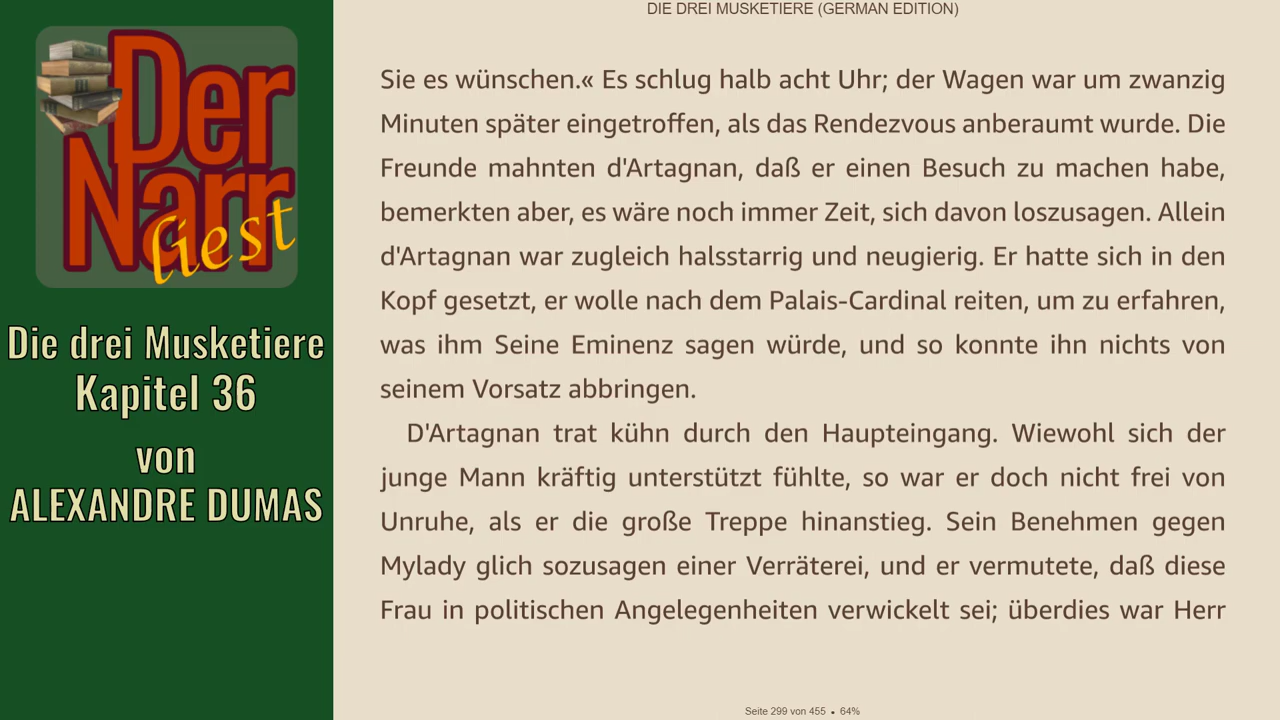 Der
Narr
liest
Die drei Musketiere
Kapitel 36
von
ALEXANDRE DUMAS
DIE DREI MUSKETIERE (GERMAN EDITION)
Sie es wünschen.« Es schlug halb acht Uhr; der Wagen war um zwanzig
Minuten später eingetroffen, als das Rendezvous anberaumt wurde. Die
Freunde mahnten d'Artagnan, daß er einen Besuch zu machen habe,
bemerkten aber, es wäre noch immer Zeit, sich davon loszusagen. Allein
d'Artagnan war zugleich halsstarrig und neugierig. Er hatte sich in den
Kopf gesetzt, er wolle nach dem Palais-Cardinal reiten, um zu erfahren,
was ihm Seine Eminenz sagen würde, und so konnte ihn nichts von
seinem Vorsatz abbringen.
D'Artagnan trat kühn durch den Haupteingang. Wiewohl sich der
junge Mann kräftig unterstützt fühlte, so war er doch nicht frei von
Unruhe, als er die große Treppe hinanstieg. Sein Benehmen gegen
Mylady glich sozusagen einer Verräterei, und er vermutete, daß diese
Frau in politischen Angelegenheiten verwickelt sei; überdies war Herr
Seite 299 von 455 • 64%